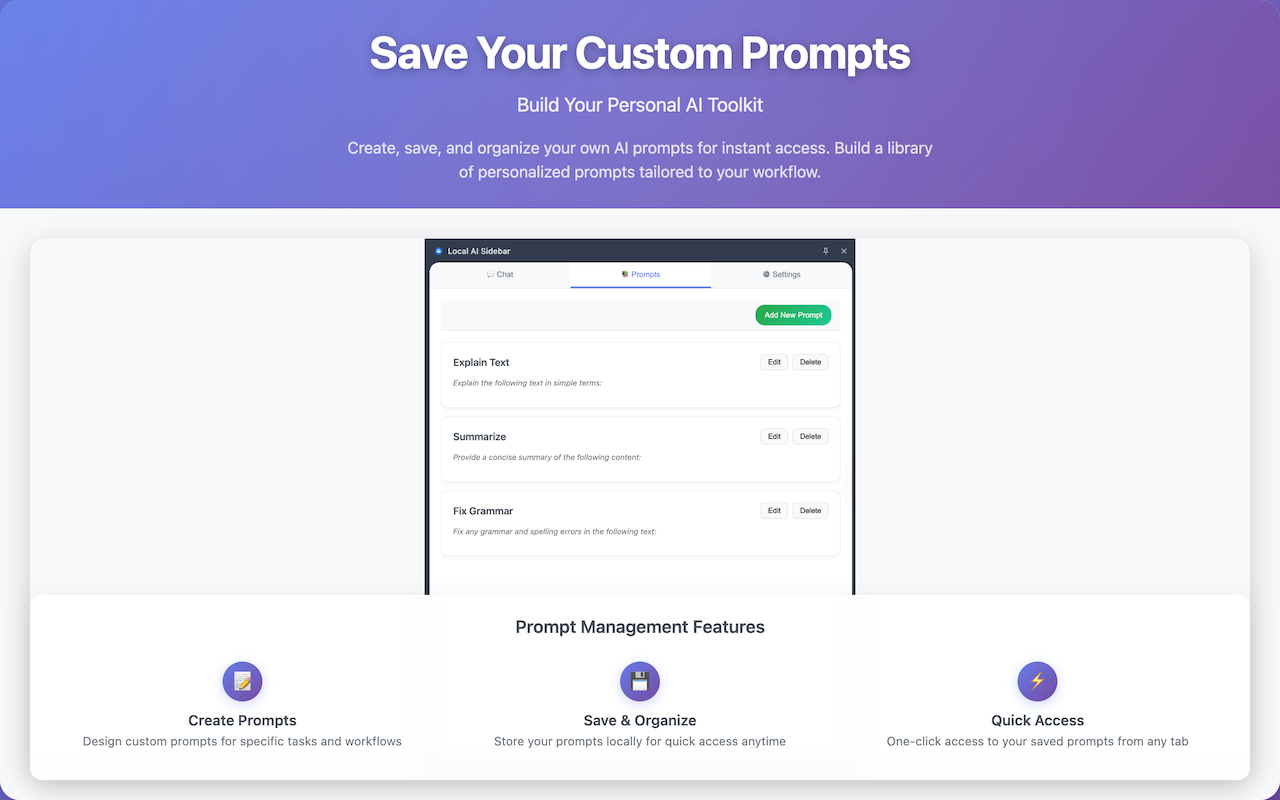 Save Your Custom Prompts
Build Your Personal AI Toolkit
Create, save, and organize your own AI prompts for instant access. Build a library
of personalized prompts tailored to your workflow.
Local AI Sidebar
Chat
Prompts
Settings
Add New Prompt
Explain Text
Edit
Delete
Explain the following text in simple terms:
Summarize
Edit
Delete
Provide a concise summary of the following content:
Fix Grammar
Edit
Delete
Fix any grammar and spelling errors in the following text:
Prompt Management Features
Create Prompts
Design custom prompts for specific tasks and workflows
Save & Organize
Store your prompts locally for quick access anytime
Quick Access
One-click access to your saved prompts from any tab